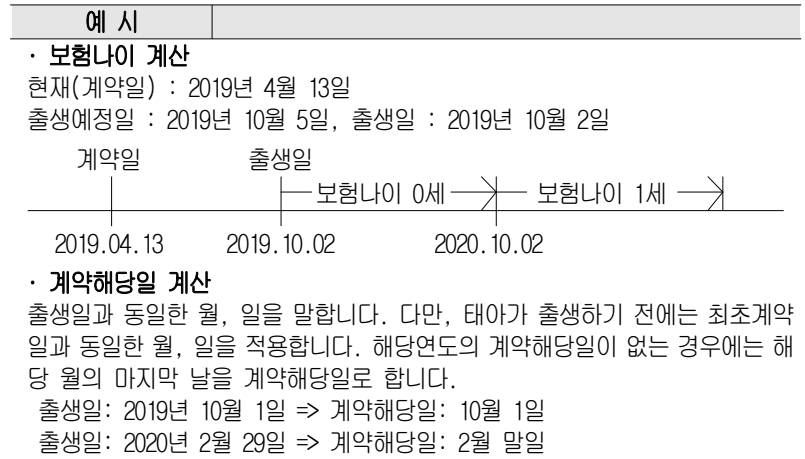 예 시
· 보험나이 계산
현재(계약일) : 2019년 4월 13일
출생예정일 : 2019년 10월 5일, 출생일 : 2019년 10월 2일
계약일 출생일
보험나이 0세 보험나이 1세
2019.04.13 2019.10.02 2020.10.02
· 계약해당일 계산
출생일과 동일한 월, 일을 말합니다. 다만, 태아가 출생하기 전에는 최초계약
일과 동일한 월, 일을 적용합니다. 해당연도의 계약해당일이 없는 경우에는 해
당 월의 마지막 날을 계약해당일로 합니다.
출생일: 2019년 10월 1일 => 계약해당일: 10월 1일
출생일: 2020년 2월 29일 => 계약해당일: 2월 말일